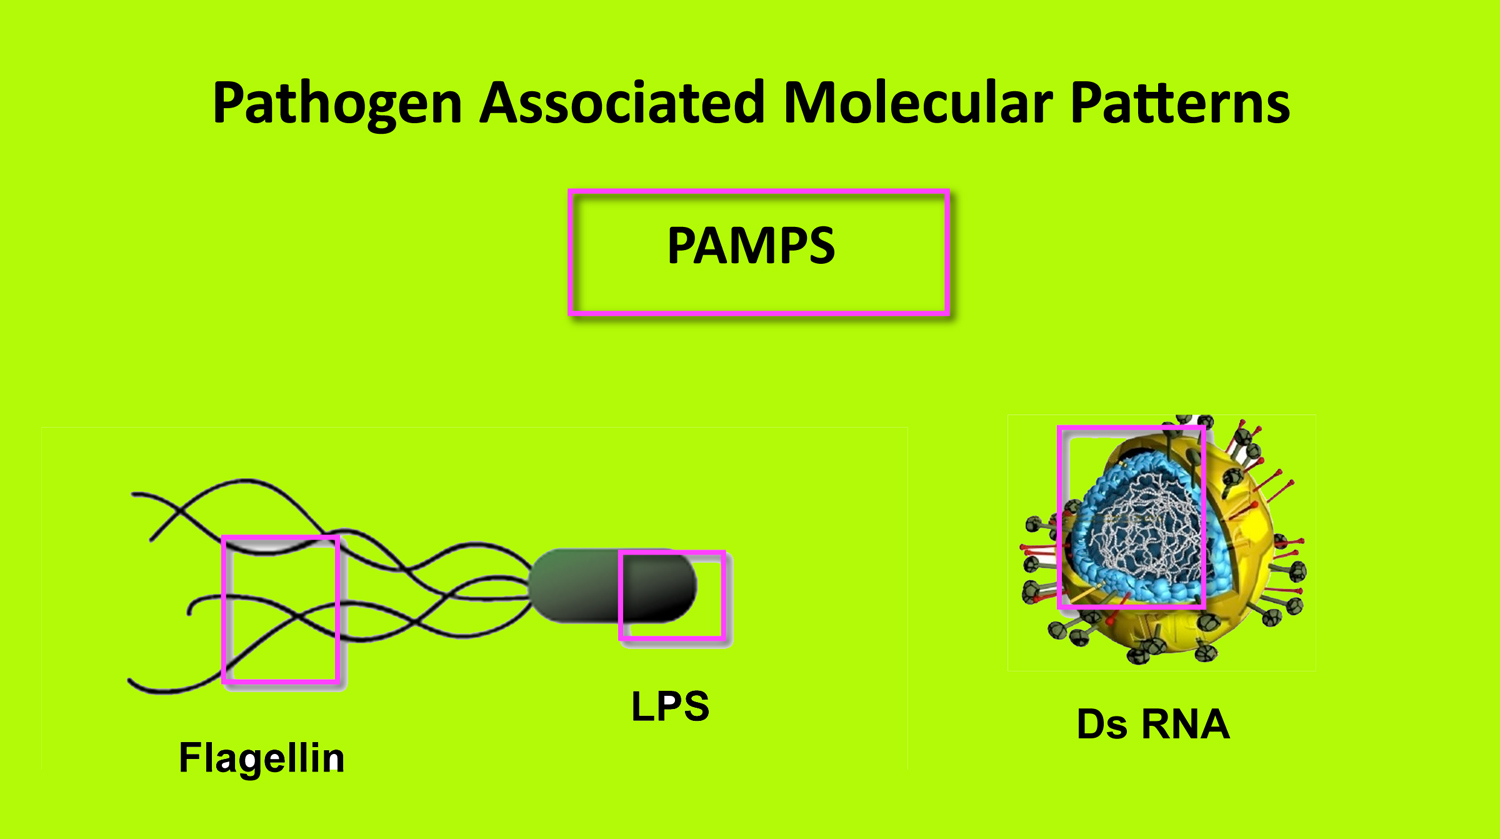 Pathogen Associated Molecular Patterns
PAMPS
LPS
Ds RNA
Flagellin